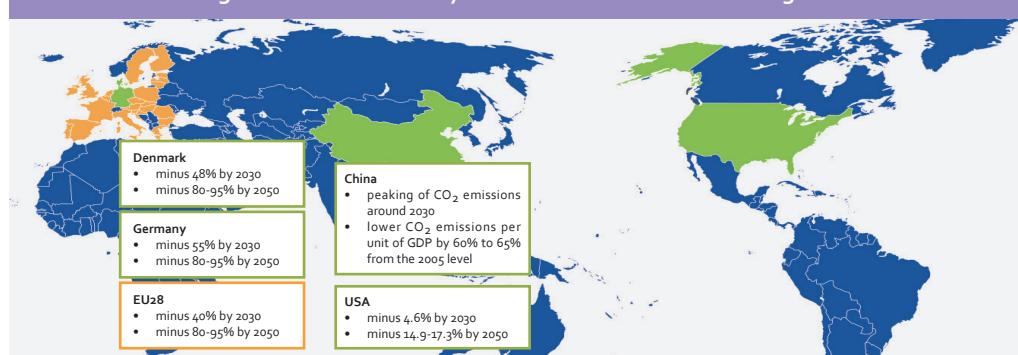 Denmark
• minus 48% by 2030
• minus 80-95% by 2050
Germany
• minus 55% by 2030
• minus 80-95% by 2050
EU28
• minus 40% by 2030
• minus 80-95% by 2050
China
• peaking of CO₂ emissions
around 2030
• lower CO₂ emissions per
unit of GDP by 60% to 65%
from the 2005 level
USA
• minus 4.6% by 2030
• minus 14.9-17.3% by 2050